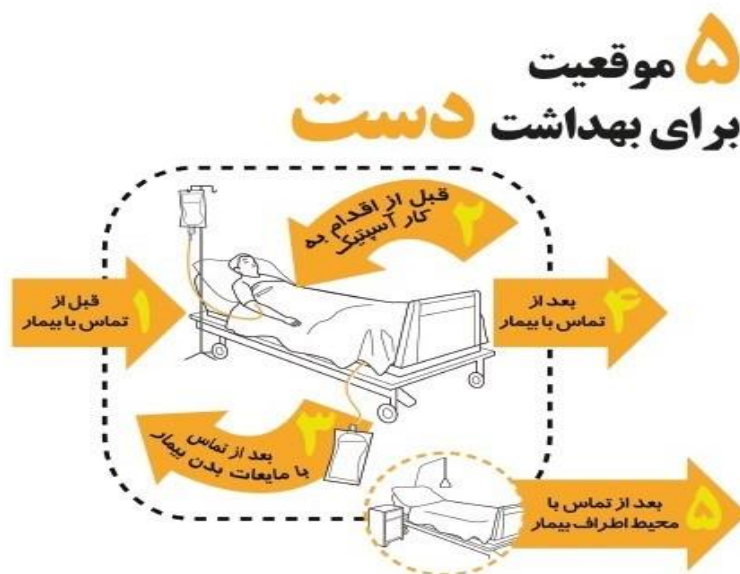 ۵ موقعیت
برای بهداشت دست
۱
قبل از
تماس با بیمار
۲
قبل از اقدام به
کار آسپتیک
۳
بعد از تماس
با مایعات بدن بیمار
۴
بعد از
تماس با بیمار
۵
بعد از تماس با
محیط اطراف بیمار